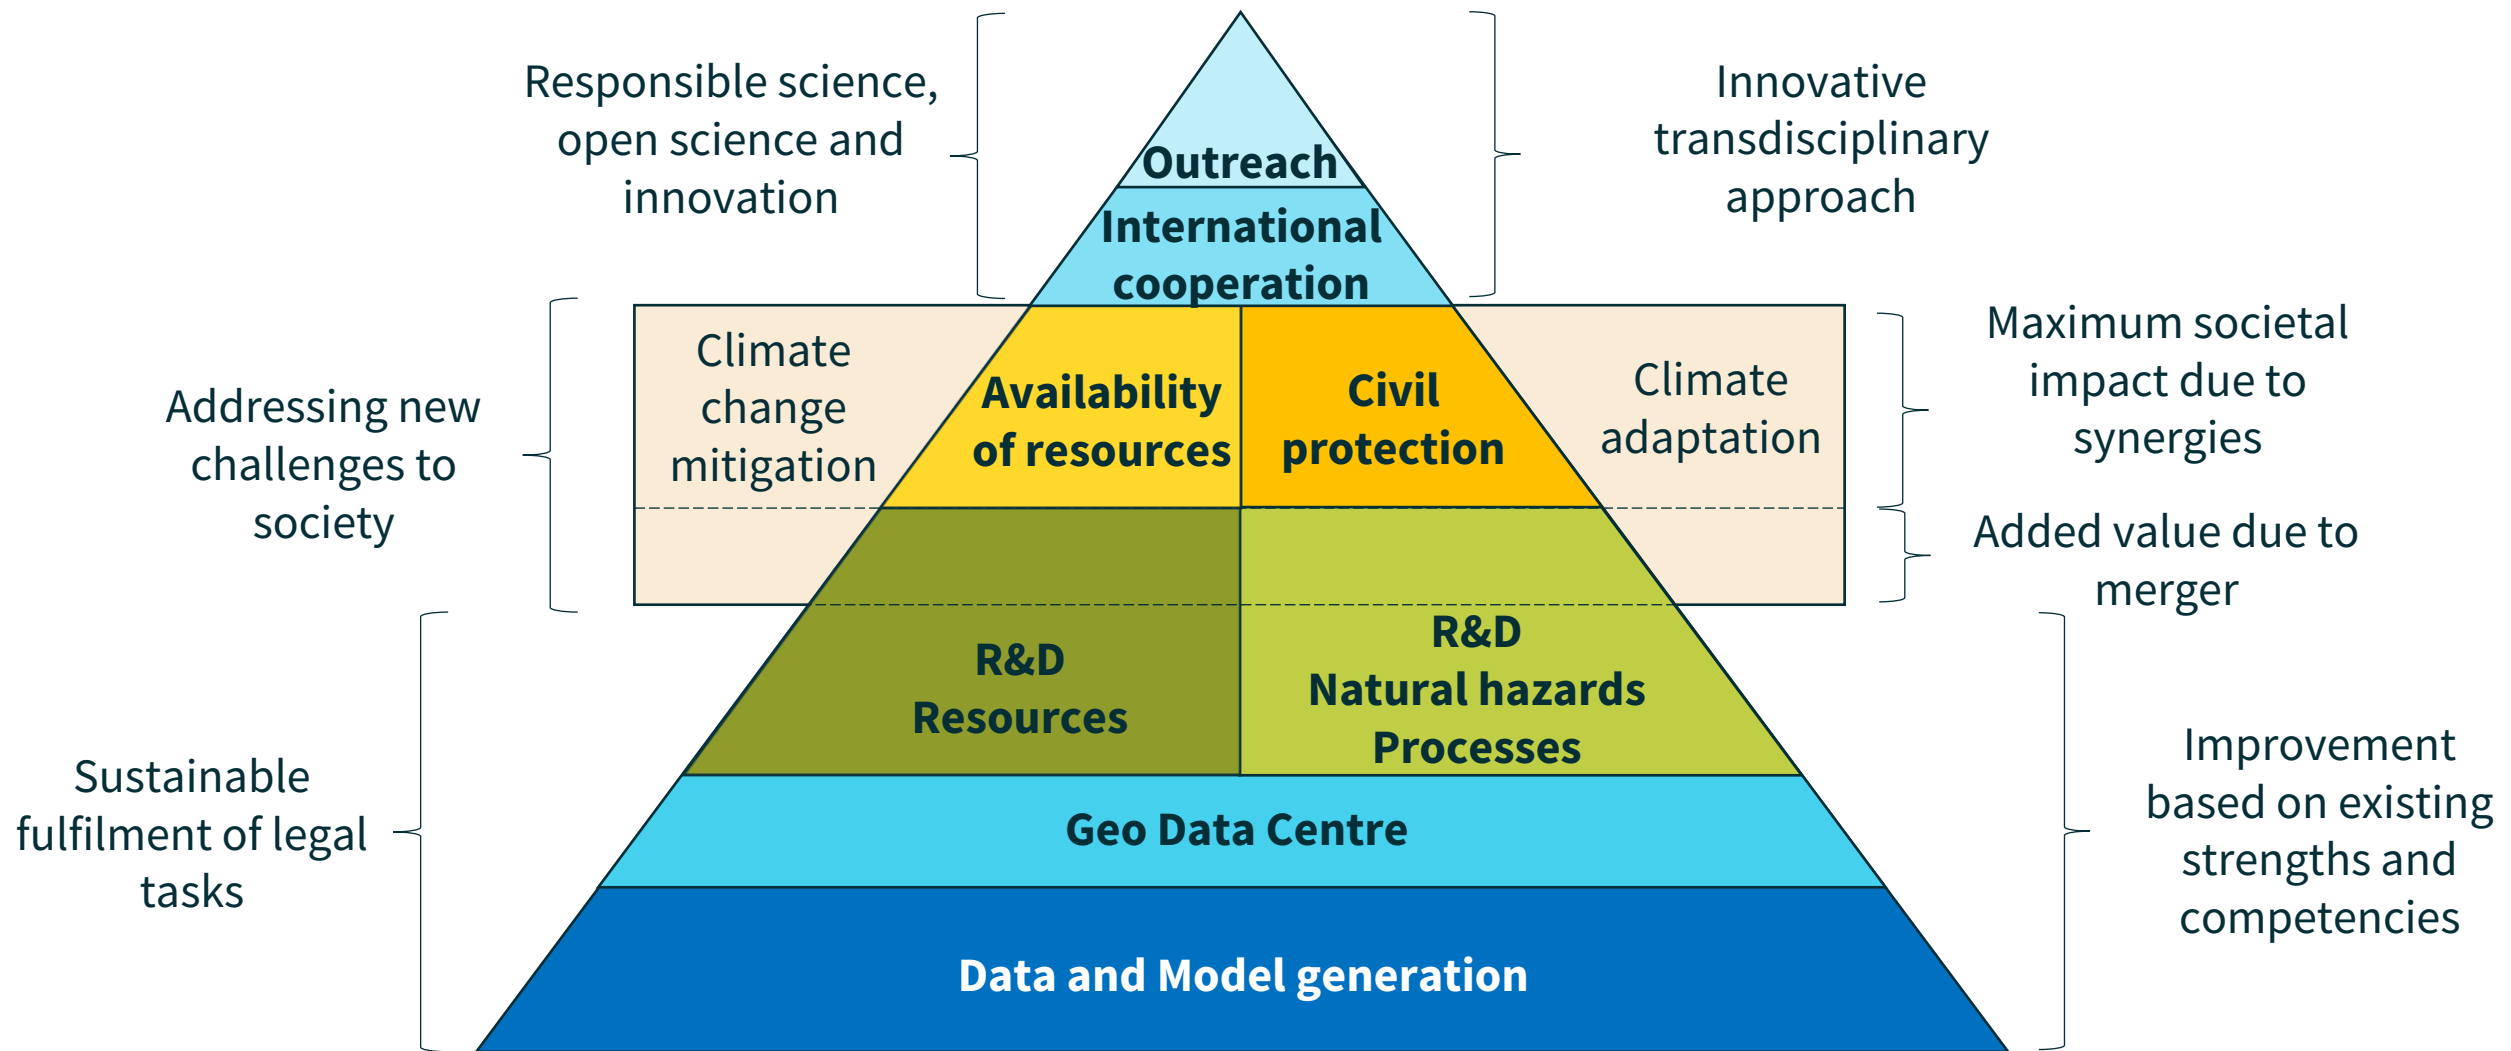 Responsible science,
open science and
innovation
Innovative
transdisciplinary
approach
Outreach
International
cooperation
Addressing new
challenges to
society
Climate
change
mitigation
Availability
of resources
Civil
protection
Climate
adaptation
Maximum societal
impact due to
synergies
Added value due to
merger
R&D
Resources
R&D
Natural hazards
Processes
Sustainable
fulfilment of legal
tasks
Geo Data Centre
Improvement
based on existing
strengths and
competencies
Data and Model generation